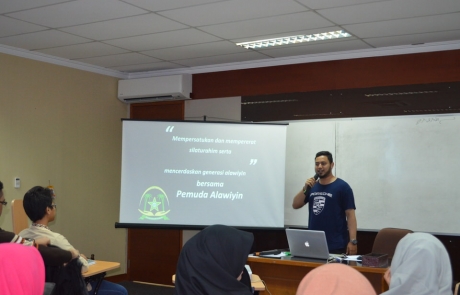 “
Mempersatukan dan mempererat
silaturahim serta
”
mencerdaskan generasi alawiyin
bersama
Pemuda Alawiyin